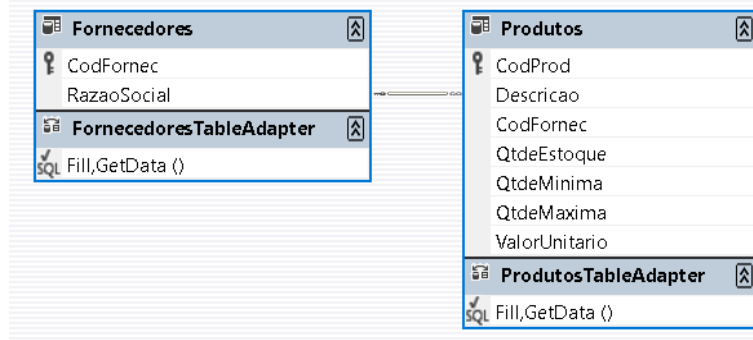 Fornecedores
CodFornec
RazaoSocial
FornecedoresTableAdapter
SQL Fill,GetData ()
Produtos
CodProd
Descricao
CodFornec
QtdeEstoque
QtdeMinima
QtdeMaxima
ValorUnitario
ProdutosTableAdapter
SQL Fill,GetData ()